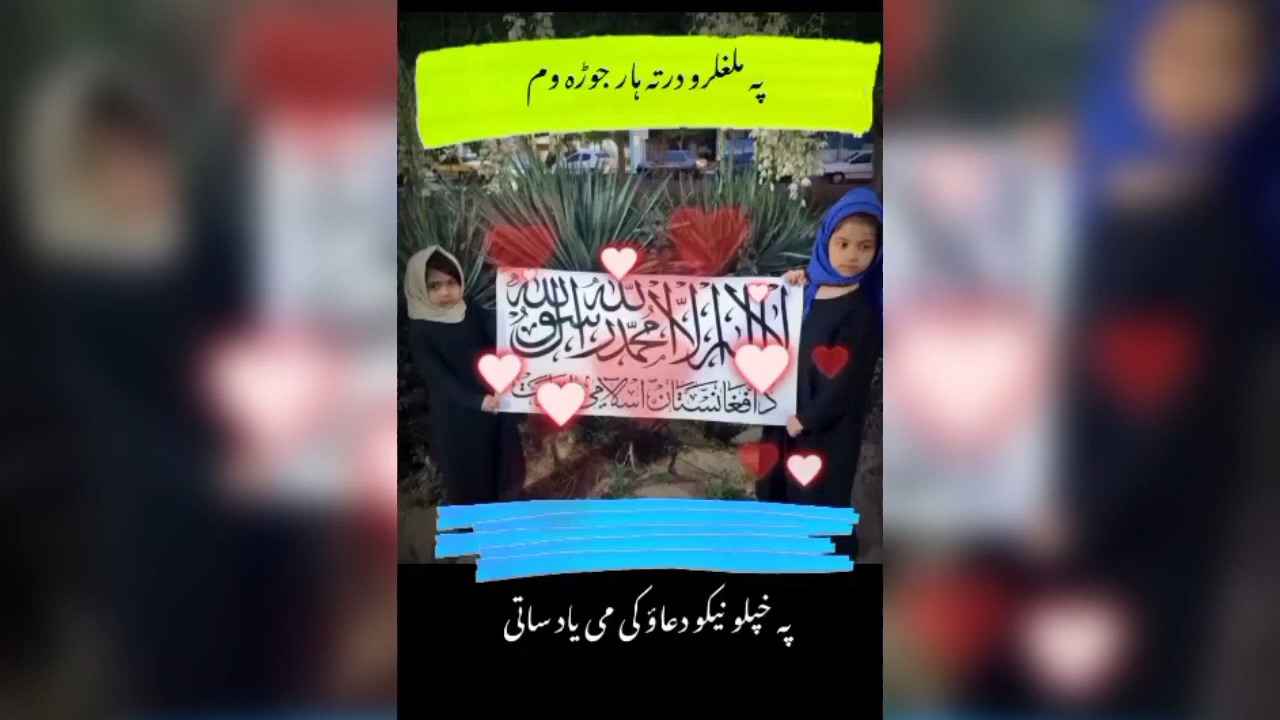 په ملغلرو درته هار جوړه وم
لا اله الا الله محمد رسول الله
د افغانستان اسلامي
په خپلو نیکو دعاؤ کی می یاد ساتی